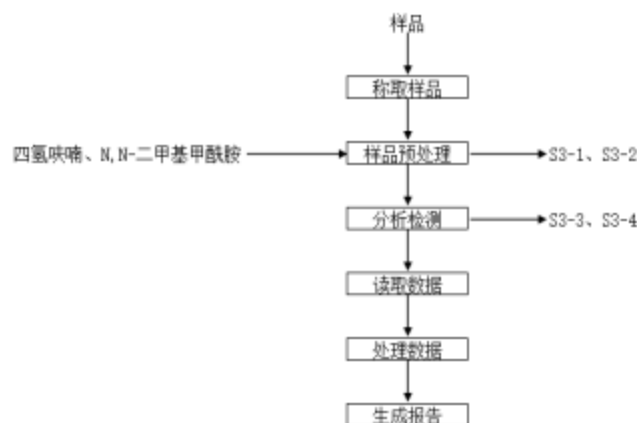 样品
称取样品
四氢呋喃、N,N-二甲基甲酰胺
样品预处理
S3-1、S3-2
分析检测
S3-3、S3-4
读取数据
处理数据
生成报告